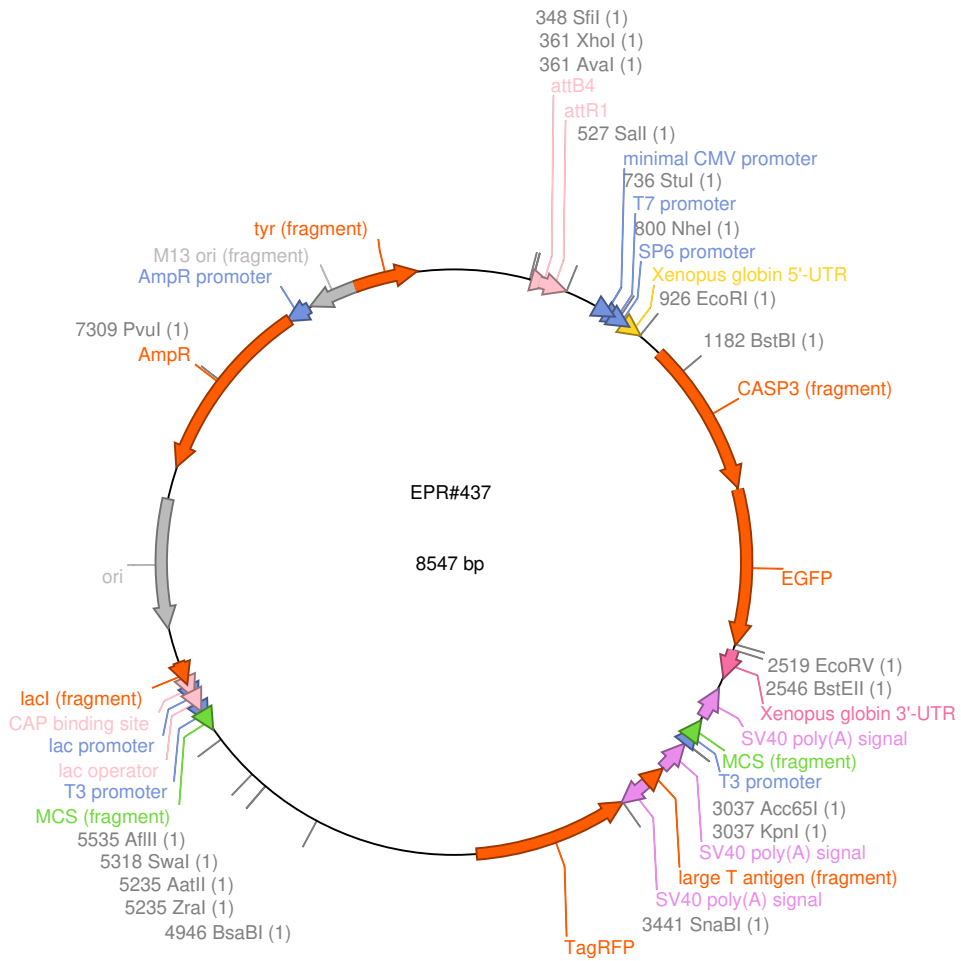 348 SfiI (1)
361 XhoI (1)
361 AvaI (1)
attB4
attR1
527 SalI (1)
minimal CMV promoter
736 StuI (1)
T7 promoter
800 NheI (1)
SP6 promoter
Xenopus globin 5'-UTR
926 EcoRI (1)
1182 BstBI (1)
CASP3 (fragment)
EGFP
2519 EcoRV (1)
2546 BstEII (1)
Xenopus globin 3'-UTR
SV40 poly(A) signal
MCS (fragment)
T3 promoter
3037 Acc65I (1)
3037 KpnI (1)
SV40 poly(A) signal
large T antigen (fragment)
SV40 poly(A) signal
3441 SnaBI (1)
TagRFP
4946 BsaBI (1)
5235 ZraI (1)
5235 AatII (1)
5318 SwaI (1)
5535 AflII (1)
MCS (fragment)
T3 promoter
lac operator
lac promoter
CAP binding site
lacI (fragment)
ori
AmpR
7309 PvuI (1)
AmpR promoter
M13 ori (fragment)
tyr (fragment)
EPR#437
8547 bp